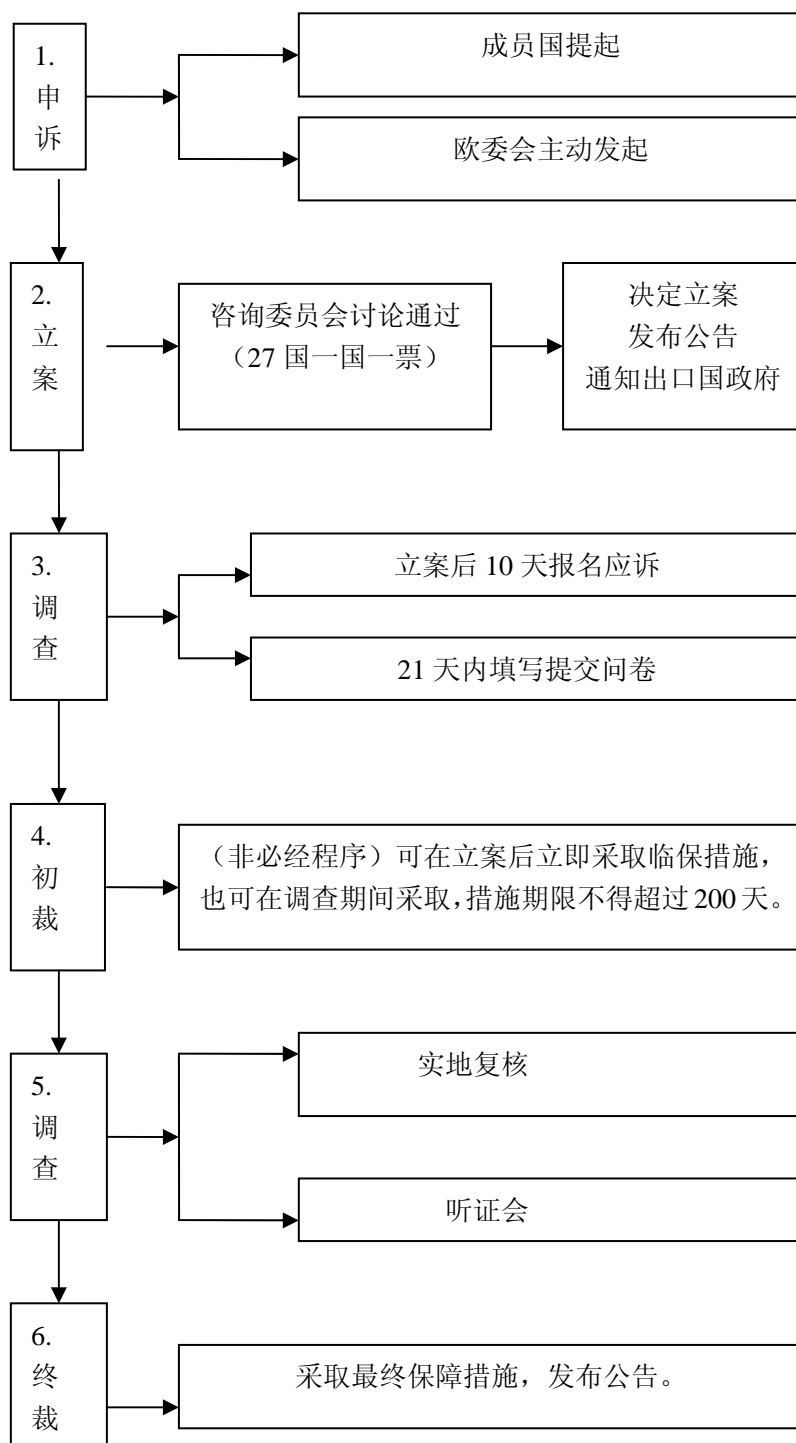 1.
申
诉
成员国提起
欧委会主动发起
2.
立
案
咨询委员会讨论通过
（27 国一国一票）
决定立案
发布公告
通知出口国政府
3.
调
查
立案后 10 天报名应诉
21 天内填写提交问卷
4.
初
裁
（非必经程序）可在立案后立即采取临保措施，
也可在调查期间采取，措施期限不得超过 200 天。
5.
调
查
实地复核
听证会
6.
终
裁
采取最终保障措施，发布公告。